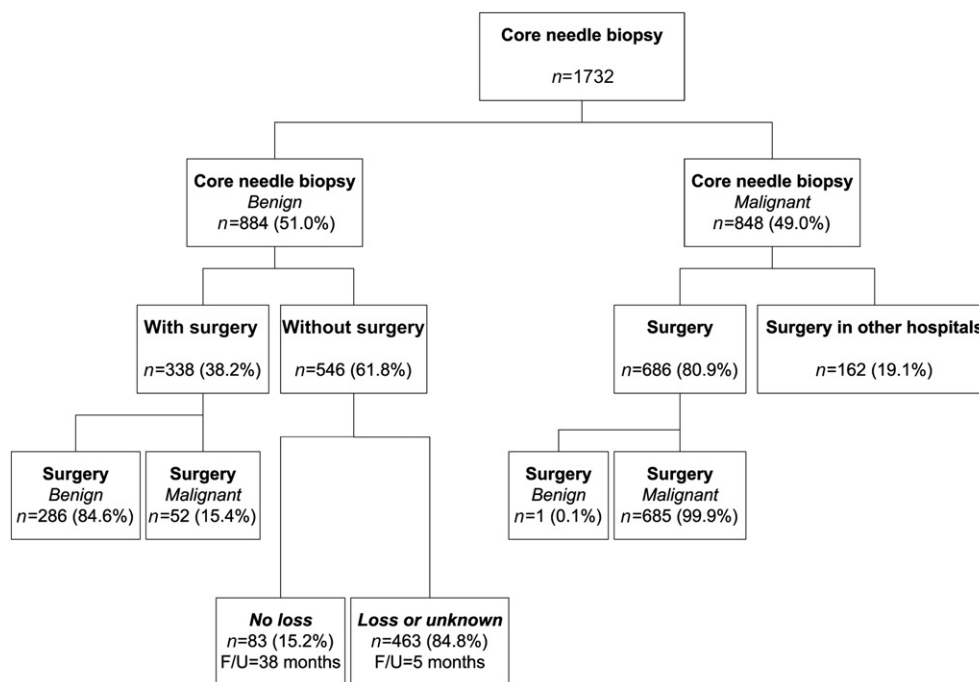 Core needle biopsy
n=1732
Core needle biopsy
Benign
n=884 (51.0%)
Core needle biopsy
Malignant
n=848 (49.0%)
With surgery
n=338 (38.2%)
Without surgery
n=546 (61.8%)
Surgery
n=686 (80.9%)
Surgery in other hospitals
n=162 (19.1%)
Surgery
Benign
n=286 (84.6%)
Surgery
Malignant
n=52 (15.4%)
Surgery
Benign
n=1 (0.1%)
Surgery
Malignant
n=685 (99.9%)
No loss
n=83 (15.2%)
F/U=38 months
Loss or unknown
n=463 (84.8%)
F/U=5 months